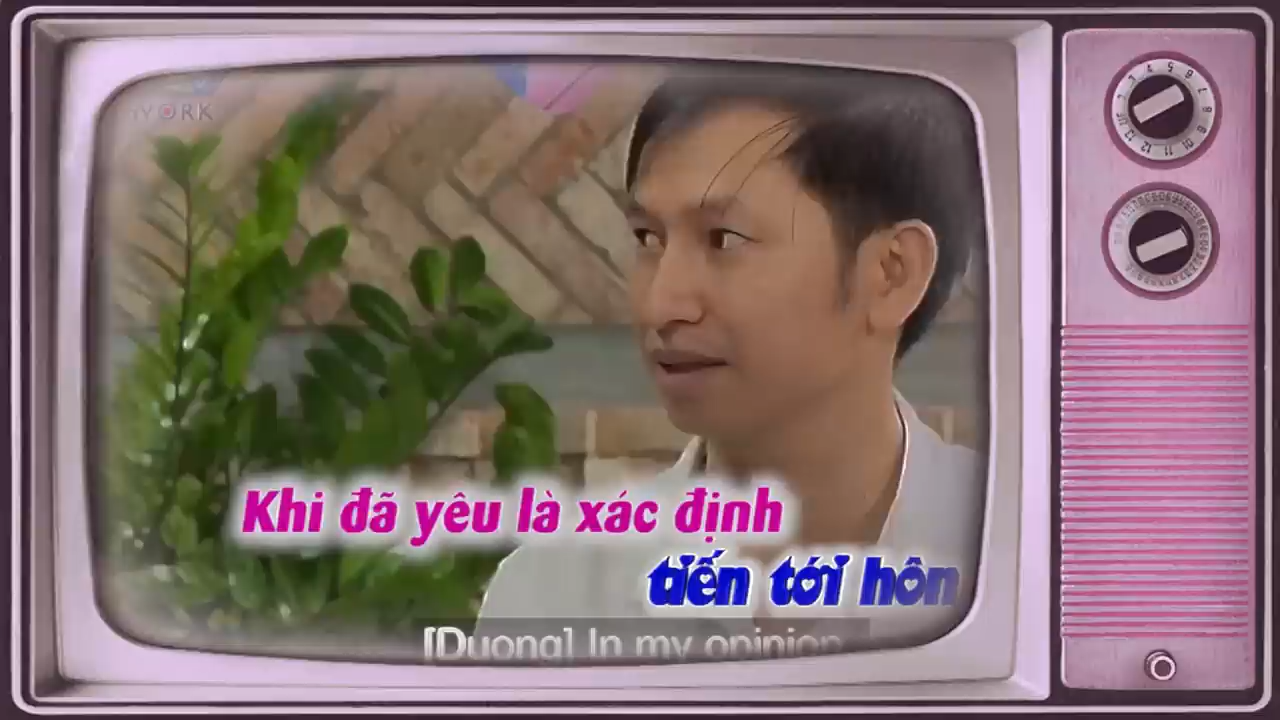 Khi đã yêu là xác định
tiến tới hôn
[Duong] In my opinion